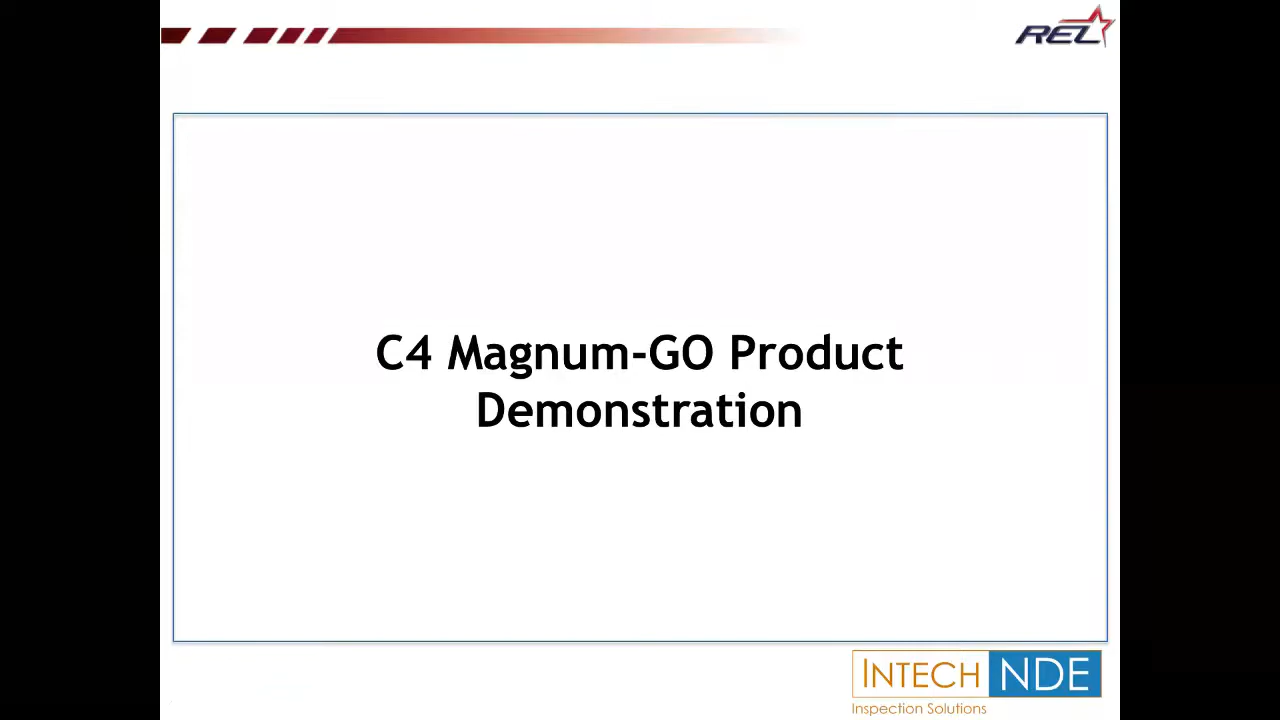 REL
C4 Magnum-GO Product
Demonstration
INTECH NDE
Inspection Solutions